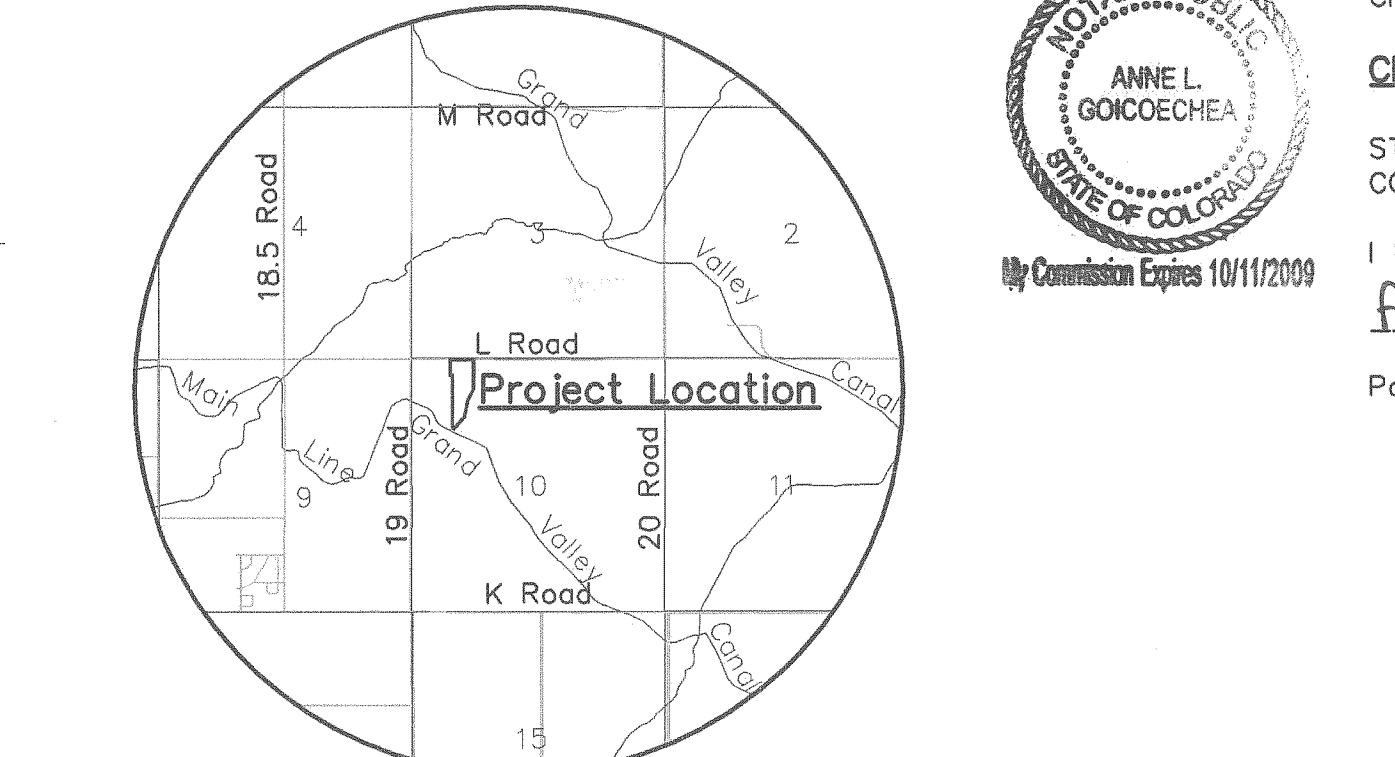 Grand
M Road
18.5 Road
4
3
2
Valley
L Road
Project Location
Main
Canal
Line
Grand
19 Road
20 Road
9
10
11
Valley
K Road
Canal
15
NOTARY PUBLIC
ANNE L.
GOICOECHEA
STATE OF COLORADO
My Commission Expires 10/11/2009